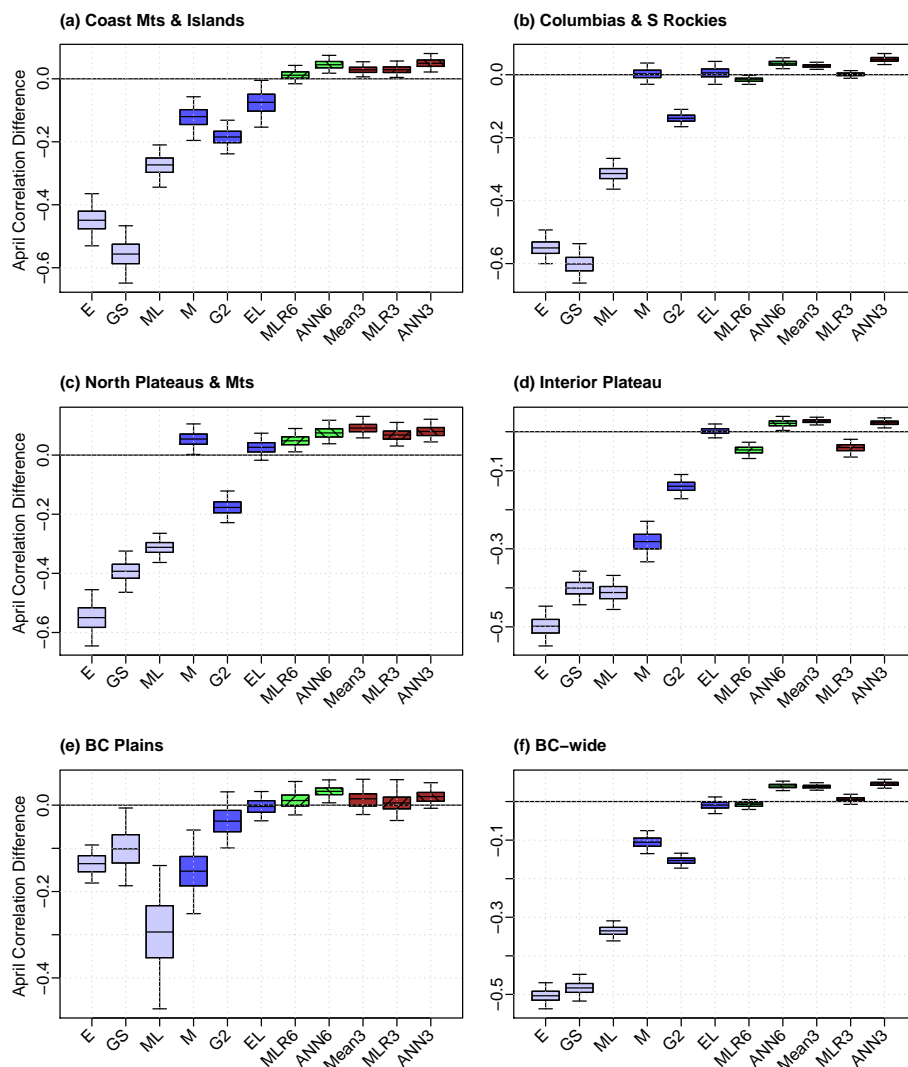 (a) Coast Mts & Islands
April Correlation Difference
0.0
−0.2
−0.4
−0.6
E GS ML M G2 EL MLR6 ANN6 Mean3 MLR3 ANN3
(b) Columbias & S Rockies
0.0
−0.2
−0.4
−0.6
E GS ML M G2 EL MLR6 ANN6 Mean3 MLR3 ANN3
(c) North Plateaus & Mts
April Correlation Difference
0.0
−0.2
−0.4
−0.6
E GS ML M G2 EL MLR6 ANN6 Mean3 MLR3 ANN3
(d) Interior Plateau
−0.1
−0.3
−0.5
E GS ML M G2 EL MLR6 ANN6 Mean3 MLR3 ANN3
(e) BC Plains
April Correlation Difference
0.0
−0.2
−0.4
E GS ML M G2 EL MLR6 ANN6 Mean3 MLR3 ANN3
(f) BC−wide
−0.1
−0.3
−0.5
E GS ML M G2 EL MLR6 ANN6 Mean3 MLR3 ANN3